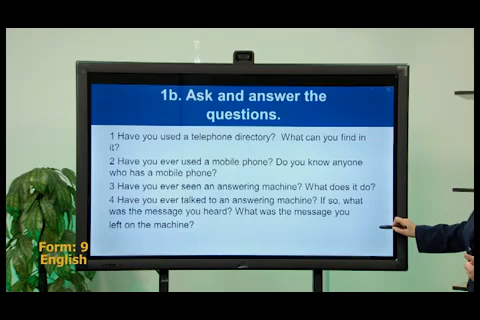 1b. Ask and answer the
questions.
1 Have you used a telephone directory? What can you find in
it?
2 Have you ever used a mobile phone? Do you know anyone
who has a mobile phone?
3 Have you ever seen an answering machine? What does it do?
4 Have you ever talked to an answering machine? If so, what
was the message you heard? What was the message you
left on the machine?
Form: 9
English